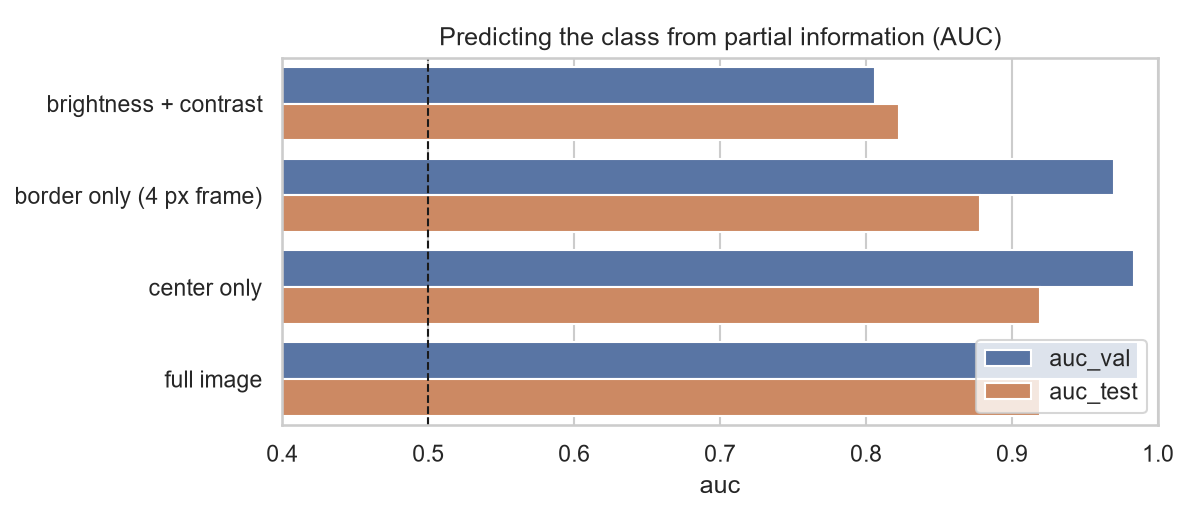 Predicting the class from partial information (AUC)
brightness + contrast
border only (4 px frame)
center only
full image
auc_val
auc_test
0.4 0.5 0.6 0.7 0.8 0.9 1.0
auc